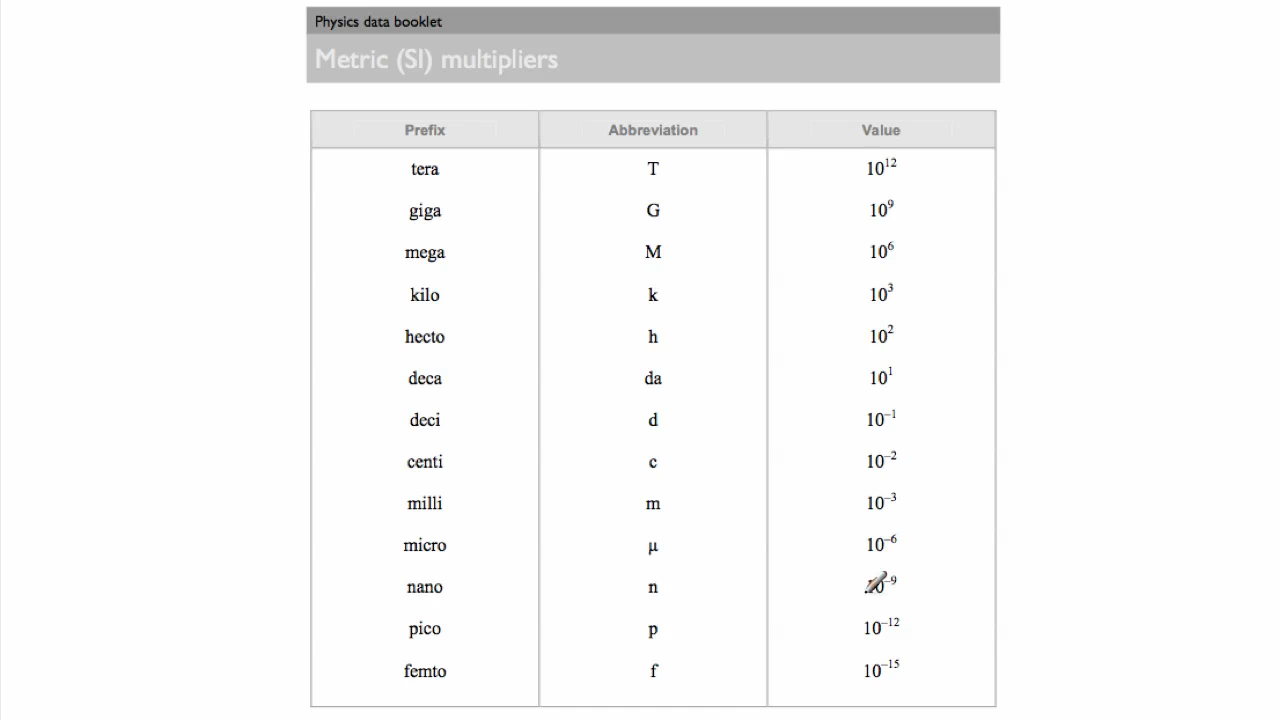 Physics data booklet
Metric (SI) multipliers
Prefix Abbreviation Value
tera T 10¹²
giga G 10⁹
mega M 10⁶
kilo k 10³
hecto h 10²
deca da 10¹
deci d 10⁻¹
centi c 10⁻²
milli m 10⁻³
micro μ 10⁻⁶
nano n 10⁻⁹
pico p 10⁻¹²
femto f 10⁻¹⁵